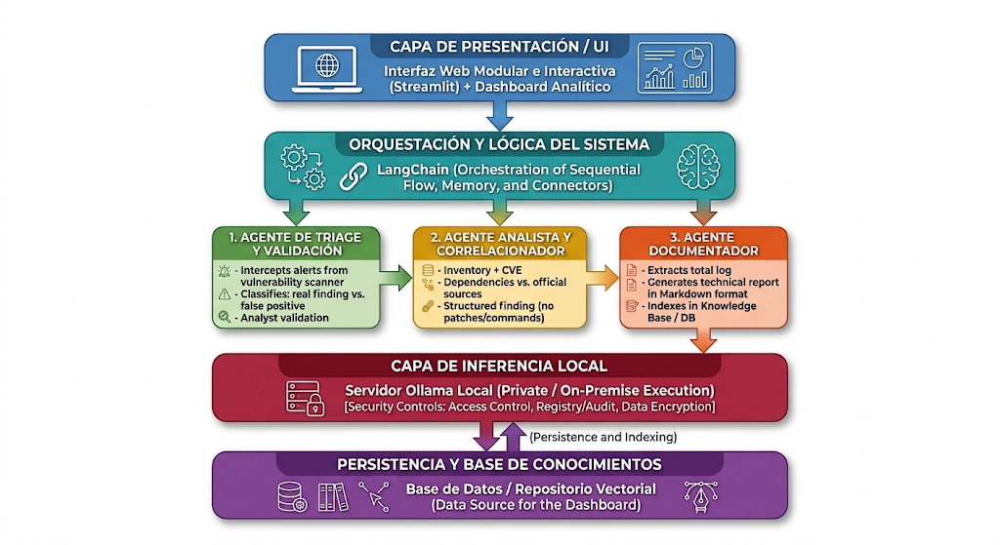 CAPA DE PRESENTACIÓN / UI
Interfaz Web Modular e Interactiva
(Streamlit) + Dashboard Analítico
ORQUESTACIÓN Y LÓGICA DEL SISTEMA
LangChain (Orchestration of Sequential
Flow, Memory, and Connectors)
1. AGENTE DE TRIAGE
Y VALIDACIÓN
- Intercepts alerts from
vulnerability scanner
- Classifies: real finding vs.
false positive
- Analyst validation
2. AGENTE ANALISTA Y
CORRELACIONADOR
- Inventory + CVE
- Dependencies vs. official
sources
- Structured finding (no
patches/commands)
3. AGENTE
DOCUMENTADOR
- Extracts total log
- Generates technical report
in Markdown format
- Indexes in Knowledge
Base / DB
CAPA DE INFERENCIA LOCAL
Servidor Ollama Local (Private / On-Premise Execution)
[Security Controls: Access Control, Registry/Audit, Data Encryption]
(Persistence and Indexing)
PERSISTENCIA Y BASE DE CONOCIMIENTOS
Base de Datos / Repositorio Vectorial
(Data Source for the Dashboard)